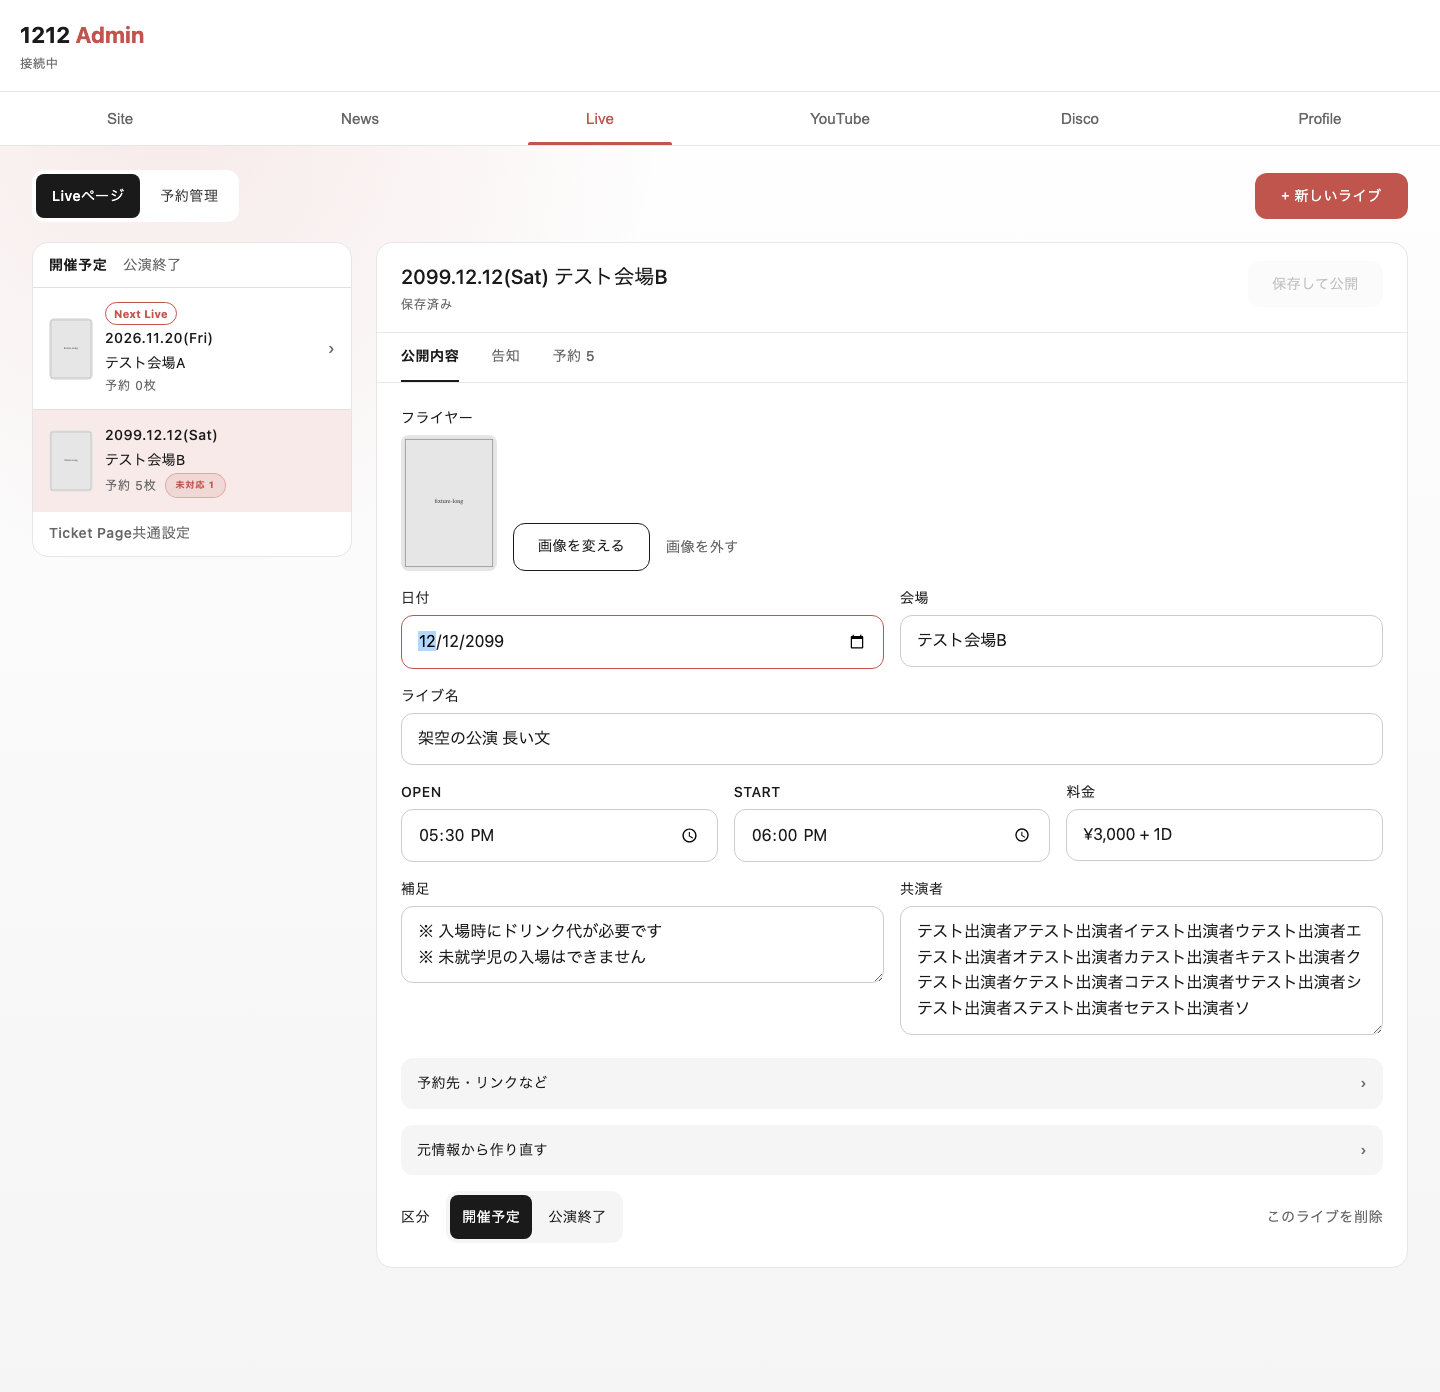 1212 Admin
接続中
Site
News
Live
YouTube
Disco
Profile
Liveページ
予約管理
+ 新しいライブ
開催予定
公演終了
Next Live
2026.11.20(Fri)
テスト会場A
予約 0枚
2099.12.12(Sat)
テスト会場B
予約 5枚
未対応 1
Ticket Page共通設定
2099.12.12(Sat) テスト会場B
保存済み
保存して公開
公開内容
告知
予約 5
フライヤー
fixture-long
画像を変える
画像を外す
日付
12/12/2099
会場
テスト会場B
ライブ名
架空の公演 長い文
OPEN
05:30 PM
START
06:00 PM
料金
¥3,000 + 1D
補足
※ 入場時にドリンク代が必要です
※ 未就学児の入場はできません
共演者
テスト出演者アテスト出演者イテスト出演者ウテスト出演者エ
テスト出演者オテスト出演者カテスト出演者キテスト出演者ク
テスト出演者ケテスト出演者コテスト出演者サテスト出演者シ
テスト出演者ステスト出演者セテスト出演者ソ
予約先・リンクなど
元情報から作り直す
区分
開催予定
公演終了
このライブを削除